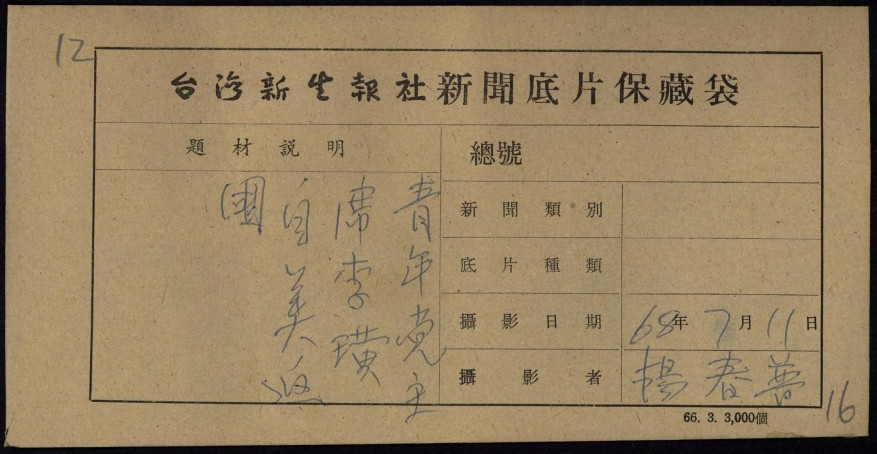 12
台灣新生報社新聞底片保藏袋
題材說明
青年党主
席李璜
自美返
國
總號
新聞類別
底片種類
攝影日期
68年7月11日
攝影者
楊春普
16
66. 3. 3,000個